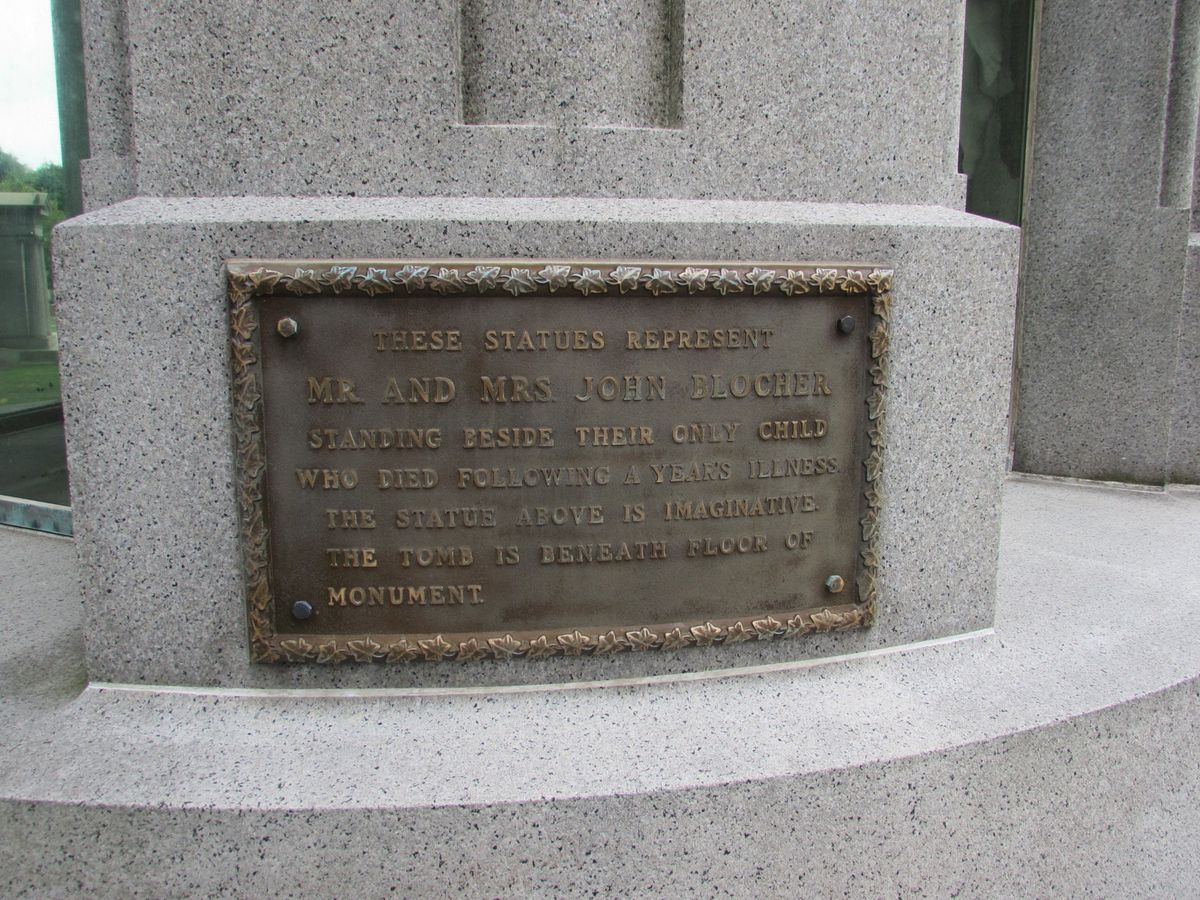 THESE STATUES REPRESENT
MR. AND MRS. JOHN BLOCHER
STANDING BESIDE THEIR ONLY CHILD
WHO DIED FOLLOWING A YEAR'S ILLNESS.
THE STATUE ABOVE IS IMAGINATIVE.
THE TOMB IS BENEATH FLOOR OF
MONUMENT.